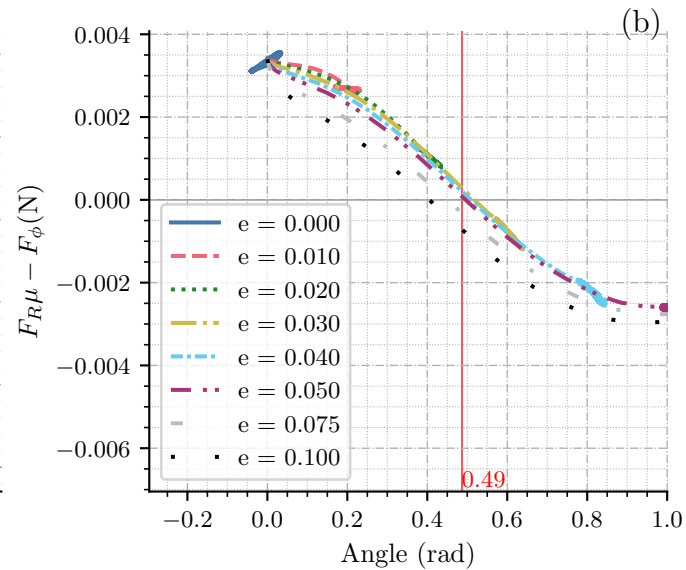 (b)
0.004
0.002
0.000
−0.002
−0.004
−0.006
F_Rμ − F_ϕ(N)
e = 0.000
e = 0.010
e = 0.020
e = 0.030
e = 0.040
e = 0.050
e = 0.075
e = 0.100
0.49
−0.2 0.0 0.2 0.4 0.6 0.8 1.0
Angle (rad)